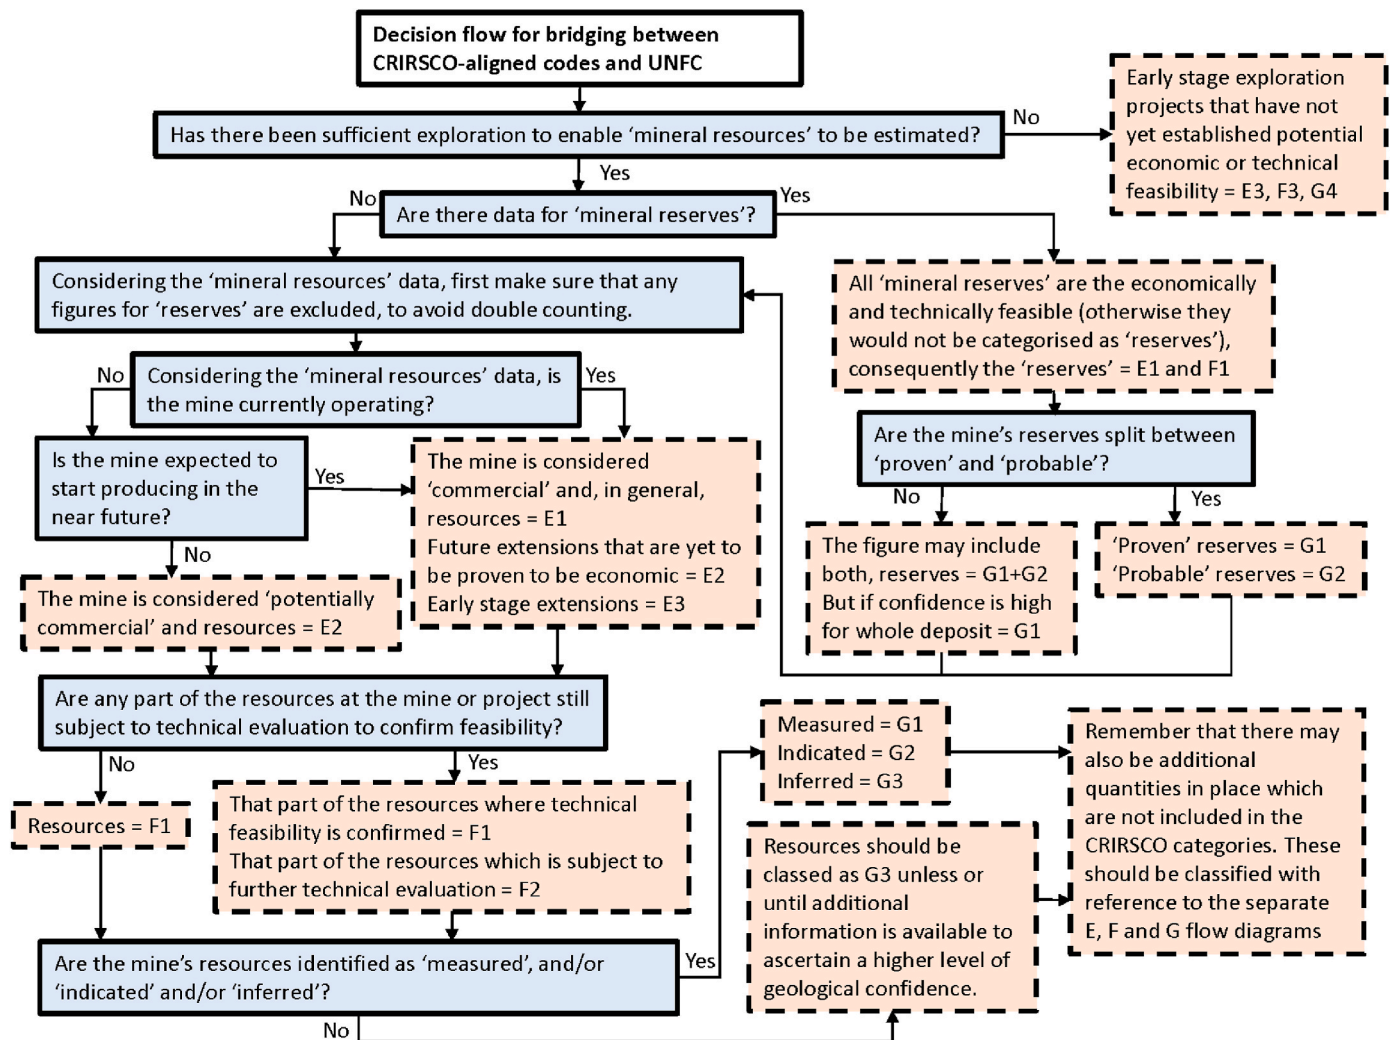 Decision flow for bridging between
CRIRSCO-aligned codes and UNFC
Has there been sufficient exploration to enable ‘mineral resources’ to be estimated?
No
Early stage exploration
projects that have not
yet established potential
economic or technical
feasibility = E3, F3, G4
Yes
Are there data for ‘mineral reserves’?
No
Yes
Considering the ‘mineral resources’ data, first make sure that any
figures for ‘reserves’ are excluded, to avoid double counting.
All ‘mineral reserves’ are the economically
and technically feasible (otherwise they
would not be categorised as ‘reserves’),
consequently the ‘reserves’ = E1 and F1
Considering the ‘mineral resources’ data, is
the mine currently operating?
No
Yes
Are the mine’s reserves split between
‘proven’ and ‘probable’?
No
Yes
Is the mine expected to
start producing in the
near future?
Yes
No
The mine is considered
‘commercial’ and, in general,
resources = E1
Future extensions that are yet to
be proven to be economic = E2
Early stage extensions = E3
The figure may include
both, reserves = G1+G2
But if confidence is high
for whole deposit = G1
‘Proven’ reserves = G1
‘Probable’ reserves = G2
The mine is considered ‘potentially
commercial’ and resources = E2
Are any part of the resources at the mine or project still
subject to technical evaluation to confirm feasibility?
No
Yes
Resources = F1
That part of the resources where technical
feasibility is confirmed = F1
That part of the resources which is subject to
further technical evaluation = F2
Are the mine’s resources identified as ‘measured’, and/or
‘indicated’ and/or ‘inferred’?
Yes
No
Measured = G1
Indicated = G2
Inferred = G3
Resources should be
classed as G3 unless or
until additional
information is available to
ascertain a higher level of
geological confidence.
Remember that there may
also be additional
quantities in place which
are not included in the
CRIRSCO categories. These
should be classified with
reference to the separate
E, F and G flow diagrams